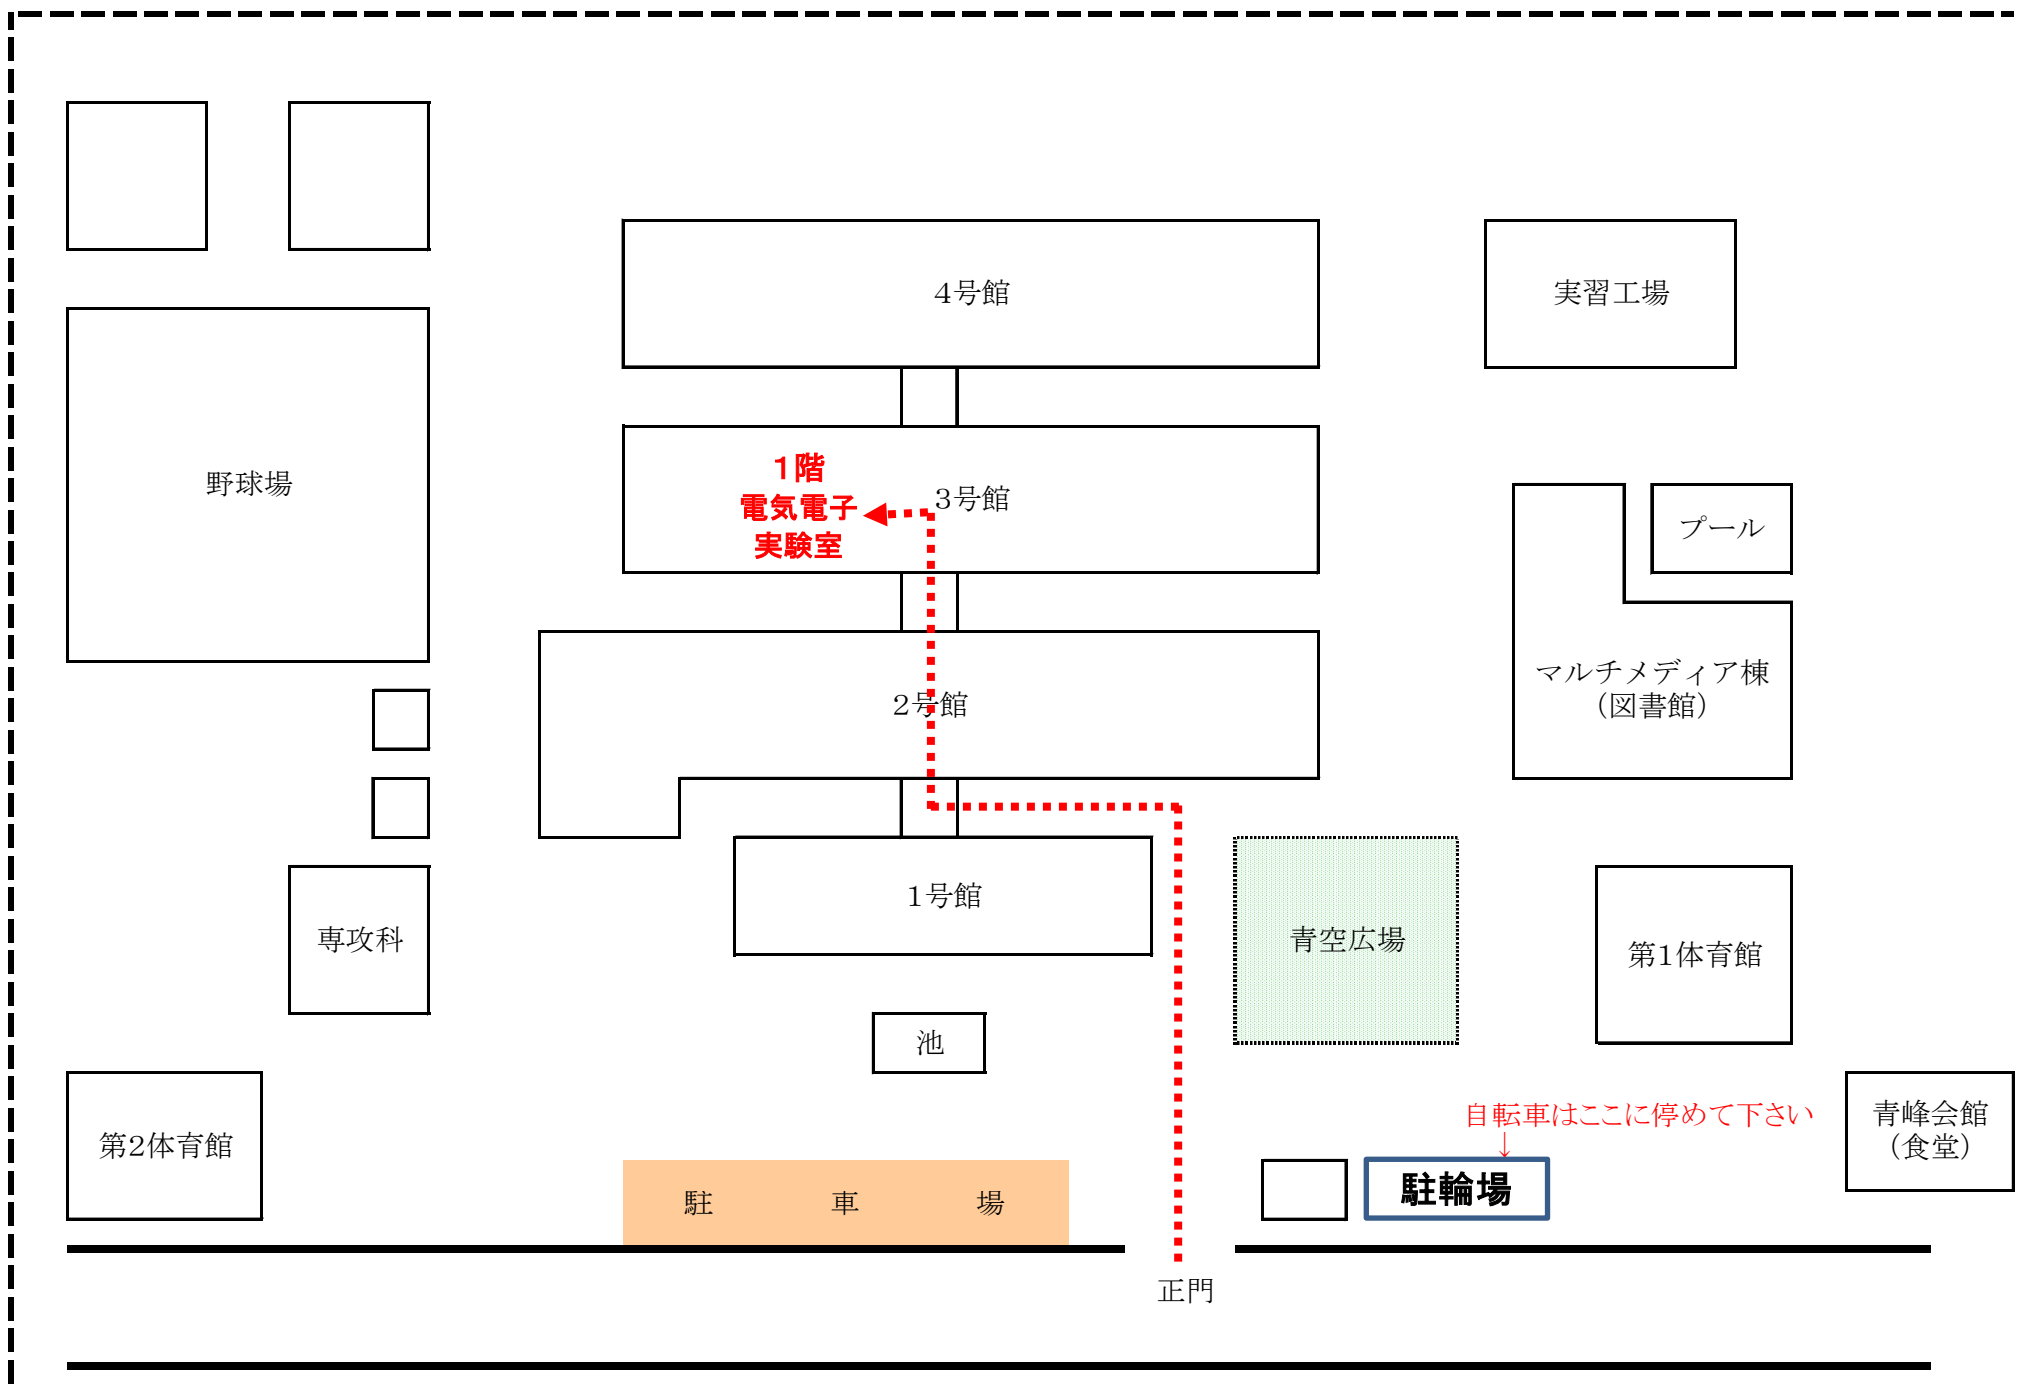 4号館
実習工場
野球場
1階
電気電子
実験室
3号館
プール
マルチメディア棟
（図書館）
2号館
1号館
専攻科
青空広場
第1体育館
池
自転車はここに停めて下さい
↓
青峰会館
（食堂）
第2体育館
駐車場
駐輪場
正門